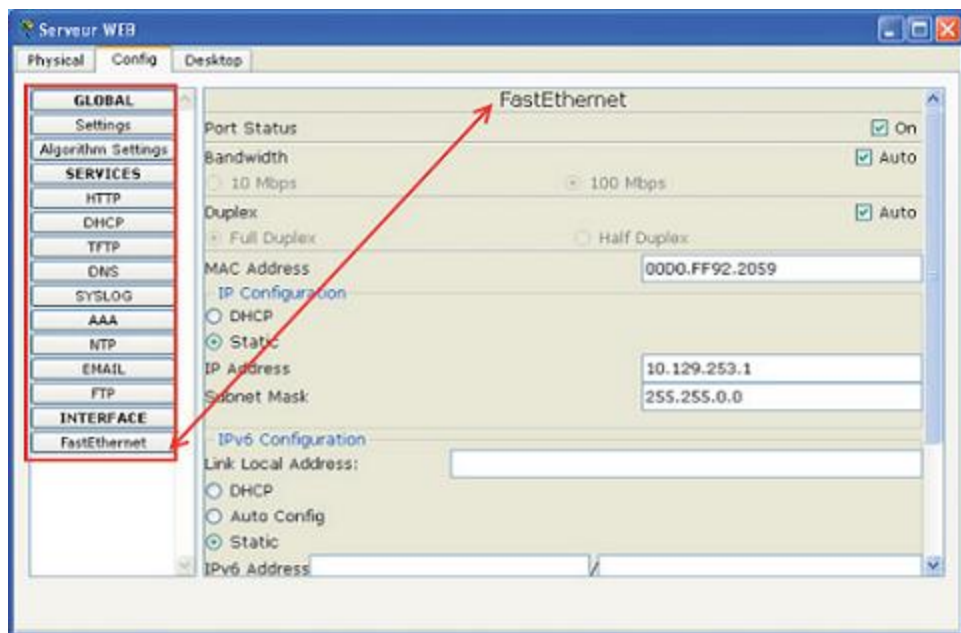 Serveur WEB
Physical Config Desktop
GLOBAL
Settings
Algorithm Settings
SERVICES
HTTP
DHCP
TFTP
DNS
SYSLOG
AAA
NTP
EMAIL
FTP
INTERFACE
FastEthernet
FastEthernet
Port Status On
Bandwidth Auto
10 Mbps 100 Mbps
Duplex Auto
Full Duplex Half Duplex
MAC Address 00D0.FF92.2059
IP Configuration
DHCP
Static
IP Address 10.129.253.1
Subnet Mask 255.255.0.0
IPv6 Configuration
Link Local Address:
DHCP
Auto Config
Static
IPv6 Address /